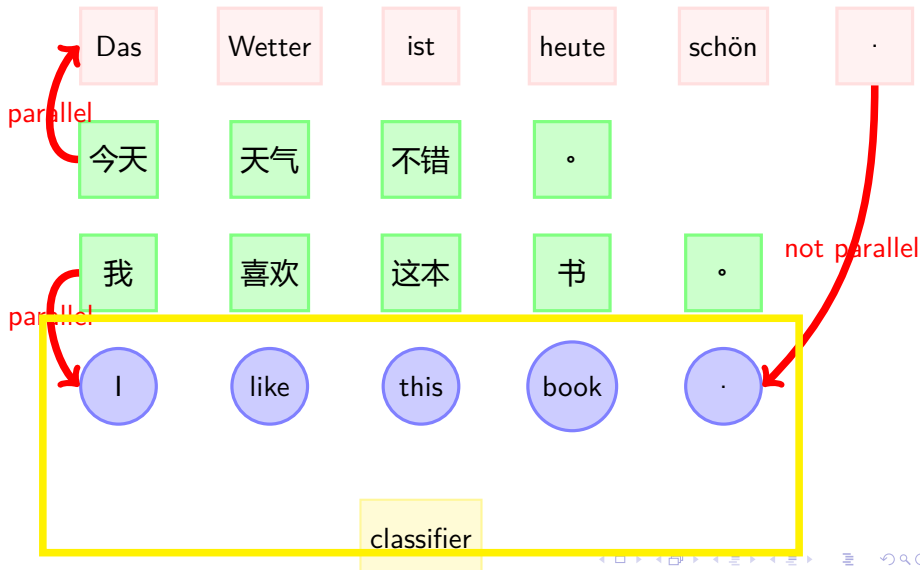 Das Wetter ist heute schön .
parallel
今天 天气 不错 。
not parallel
我 喜欢 这本 书 。
parallel
I like this book .
classifier